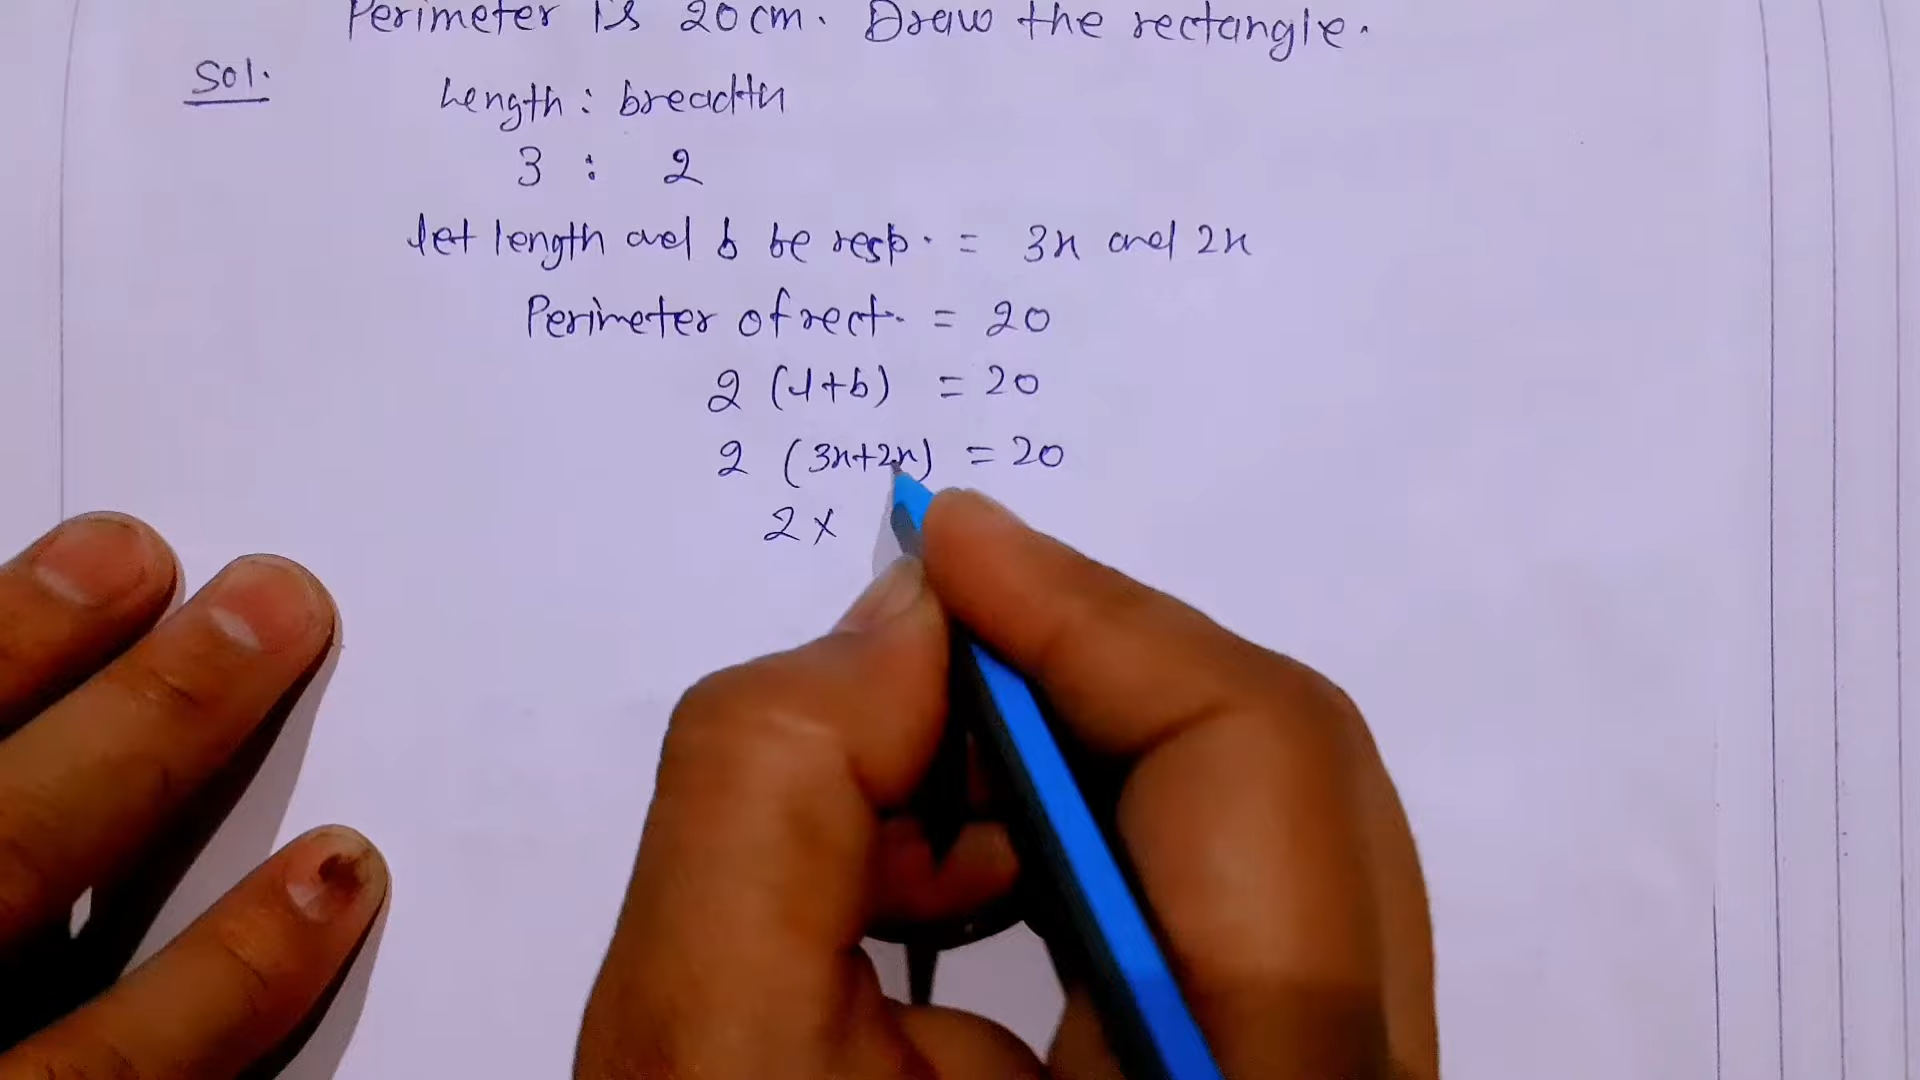 Perimeter is 20cm. Draw the rectangle.
Sol.
Length : breadth
3 : 2
let length and b be resp. = 3x and 2x
Perimeter of rect. = 20
2 (l+b) = 20
2 (3x+2x) = 20
2 ×